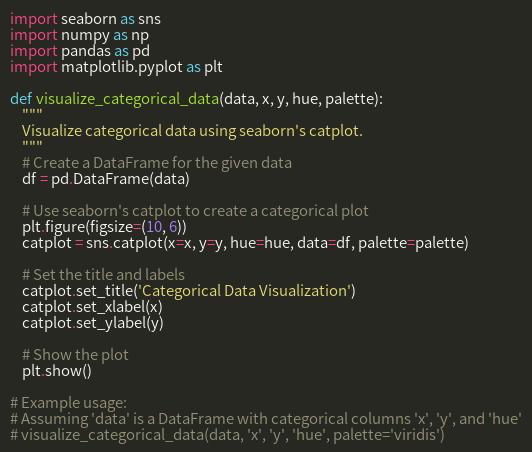 import seaborn as sns
import numpy as np
import pandas as pd
import matplotlib.pyplot as plt

def visualize_categorical_data(data, x, y, hue, palette):
    """
    Visualize categorical data using seaborn's catplot.
    """
    # Create a DataFrame for the given data
    df = pd.DataFrame(data)

    # Use seaborn's catplot to create a categorical plot
    plt.figure(figsize=(10, 6))
    catplot = sns.catplot(x=x, y=y, hue=hue, data=df, palette=palette)

    # Set the title and labels
    catplot.set_title('Categorical Data Visualization')
    catplot.set_xlabel(x)
    catplot.set_ylabel(y)

    # Show the plot
    plt.show()

# Example usage:
# Assuming 'data' is a DataFrame with categorical columns 'x', 'y', and 'hue'
# visualize_categorical_data(data, 'x', 'y', 'hue', palette='viridis')